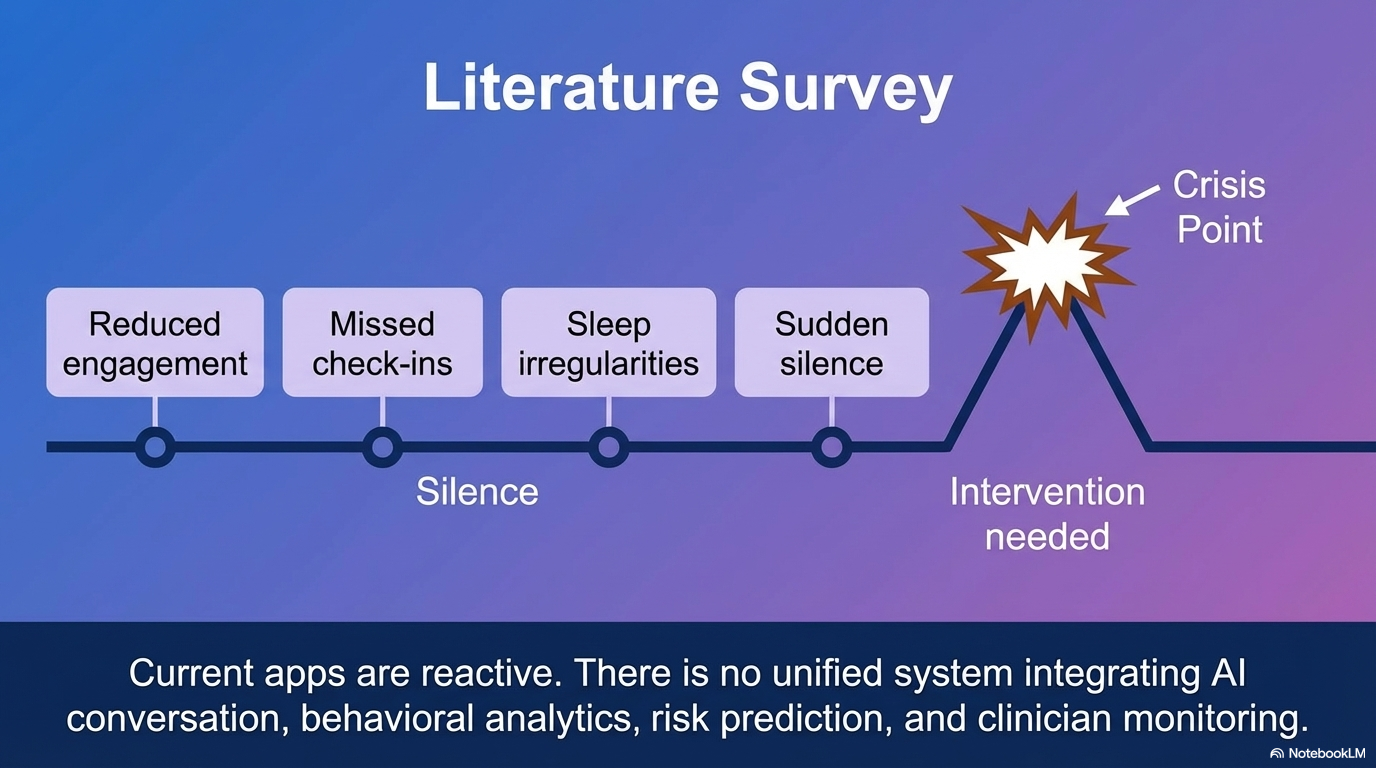 Literature Survey
Crisis
Point
Reduced
engagement
Missed
check-ins
Sleep
irregularities
Sudden
silence
Silence
Intervention
needed
Current apps are reactive. There is no unified system integrating AI
conversation, behavioral analytics, risk prediction, and clinician monitoring.
NotebookLM